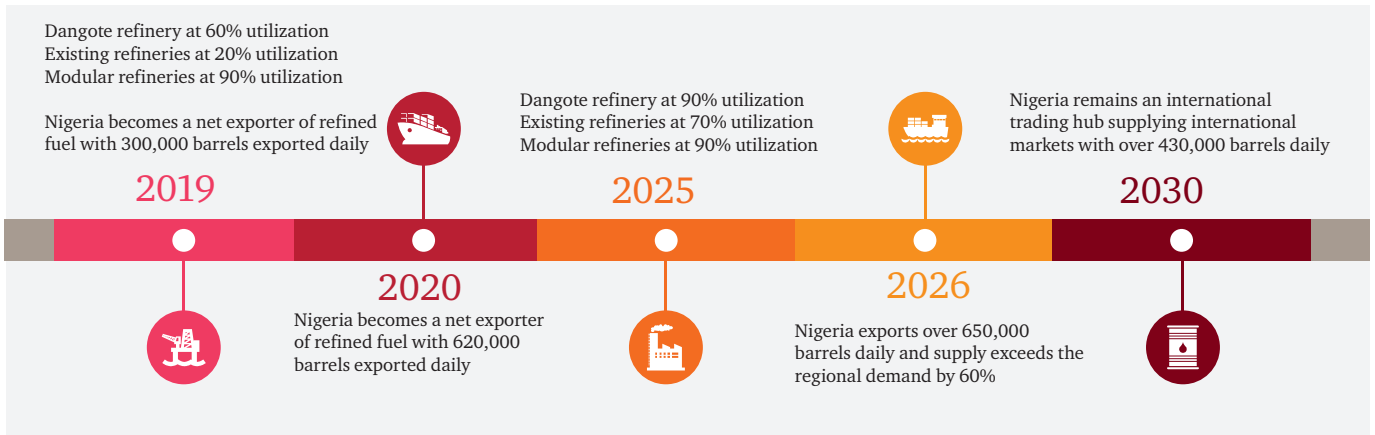 Dangote refinery at 60% utilization
Existing refineries at 20% utilization
Modular refineries at 90% utilization
Nigeria becomes a net exporter of refined
fuel with 300,000 barrels exported daily
2019
2020
Nigeria becomes a net exporter
of refined fuel with 620,000
barrels exported daily
Dangote refinery at 90% utilization
Existing refineries at 70% utilization
Modular refineries at 90% utilization
2025
2026
Nigeria exports over 650,000
barrels daily and supply exceeds the
regional demand by 60%
Nigeria remains an international
trading hub supplying international
markets with over 430,000 barrels daily
2030